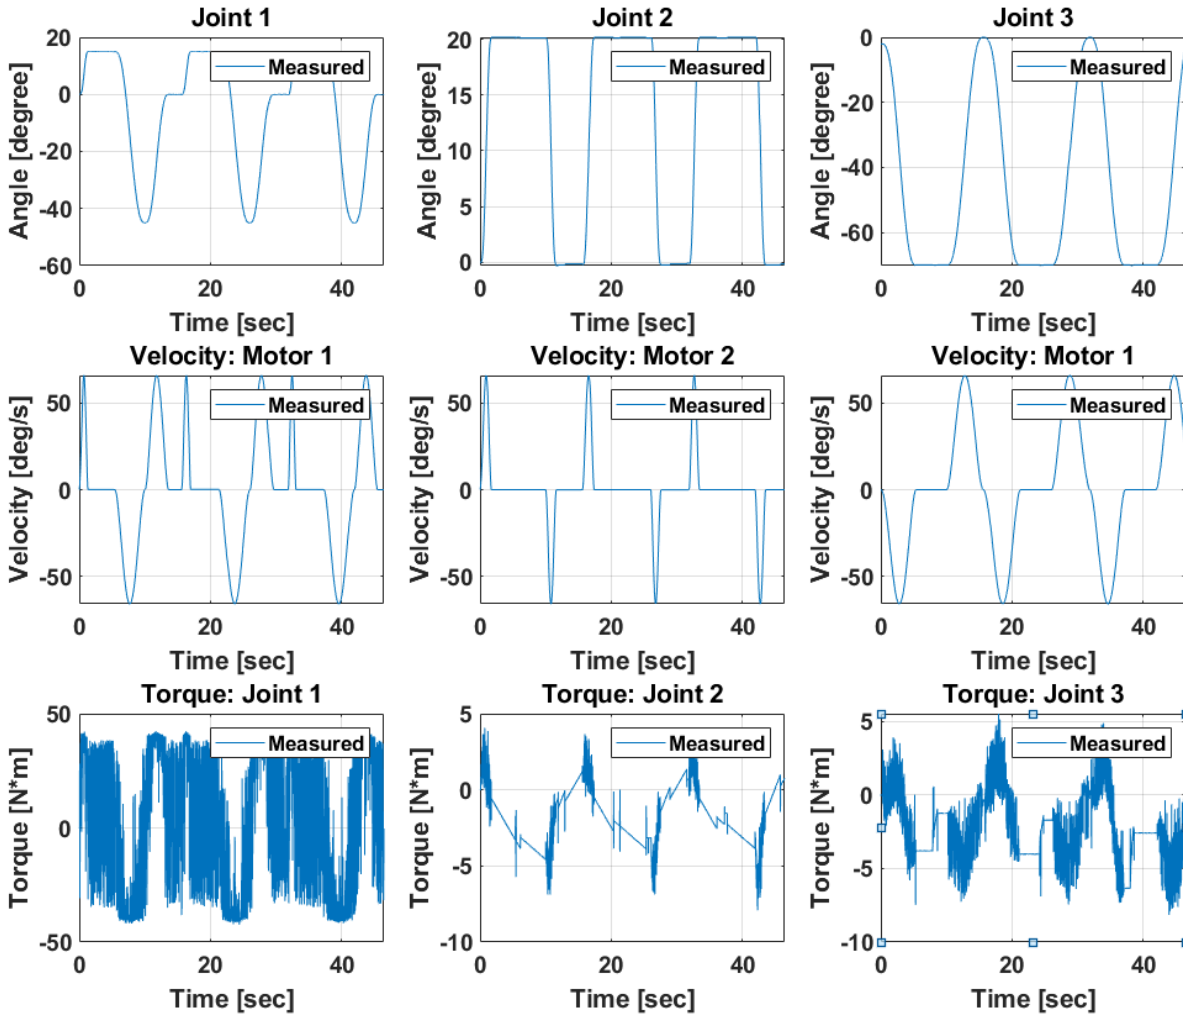 Joint 1
Joint 2
Joint 3
20
0
-20
-40
-60
Angle [degree]
Measured
0
20
40
Time [sec]
20
15
10
5
0
Angle [degree]
Measured
0
20
40
Time [sec]
0
-20
-40
-60
Angle [degree]
Measured
0
20
40
Time [sec]
Velocity: Motor 1
Velocity: Motor 2
Velocity: Motor 1
50
0
-50
Velocity [deg/s]
Measured
0
20
40
Time [sec]
50
0
-50
Velocity [deg/s]
Measured
0
20
40
Time [sec]
50
0
-50
Velocity [deg/s]
Measured
0
20
40
Time [sec]
Torque: Joint 1
Torque: Joint 2
Torque: Joint 3
50
0
-50
Torque [N*m]
Measured
0
20
40
Time [sec]
5
0
-5
-10
Torque [N*m]
Measured
0
20
40
Time [sec]
5
0
-5
-10
Torque [N*m]
Measured
0
20
40
Time [sec]